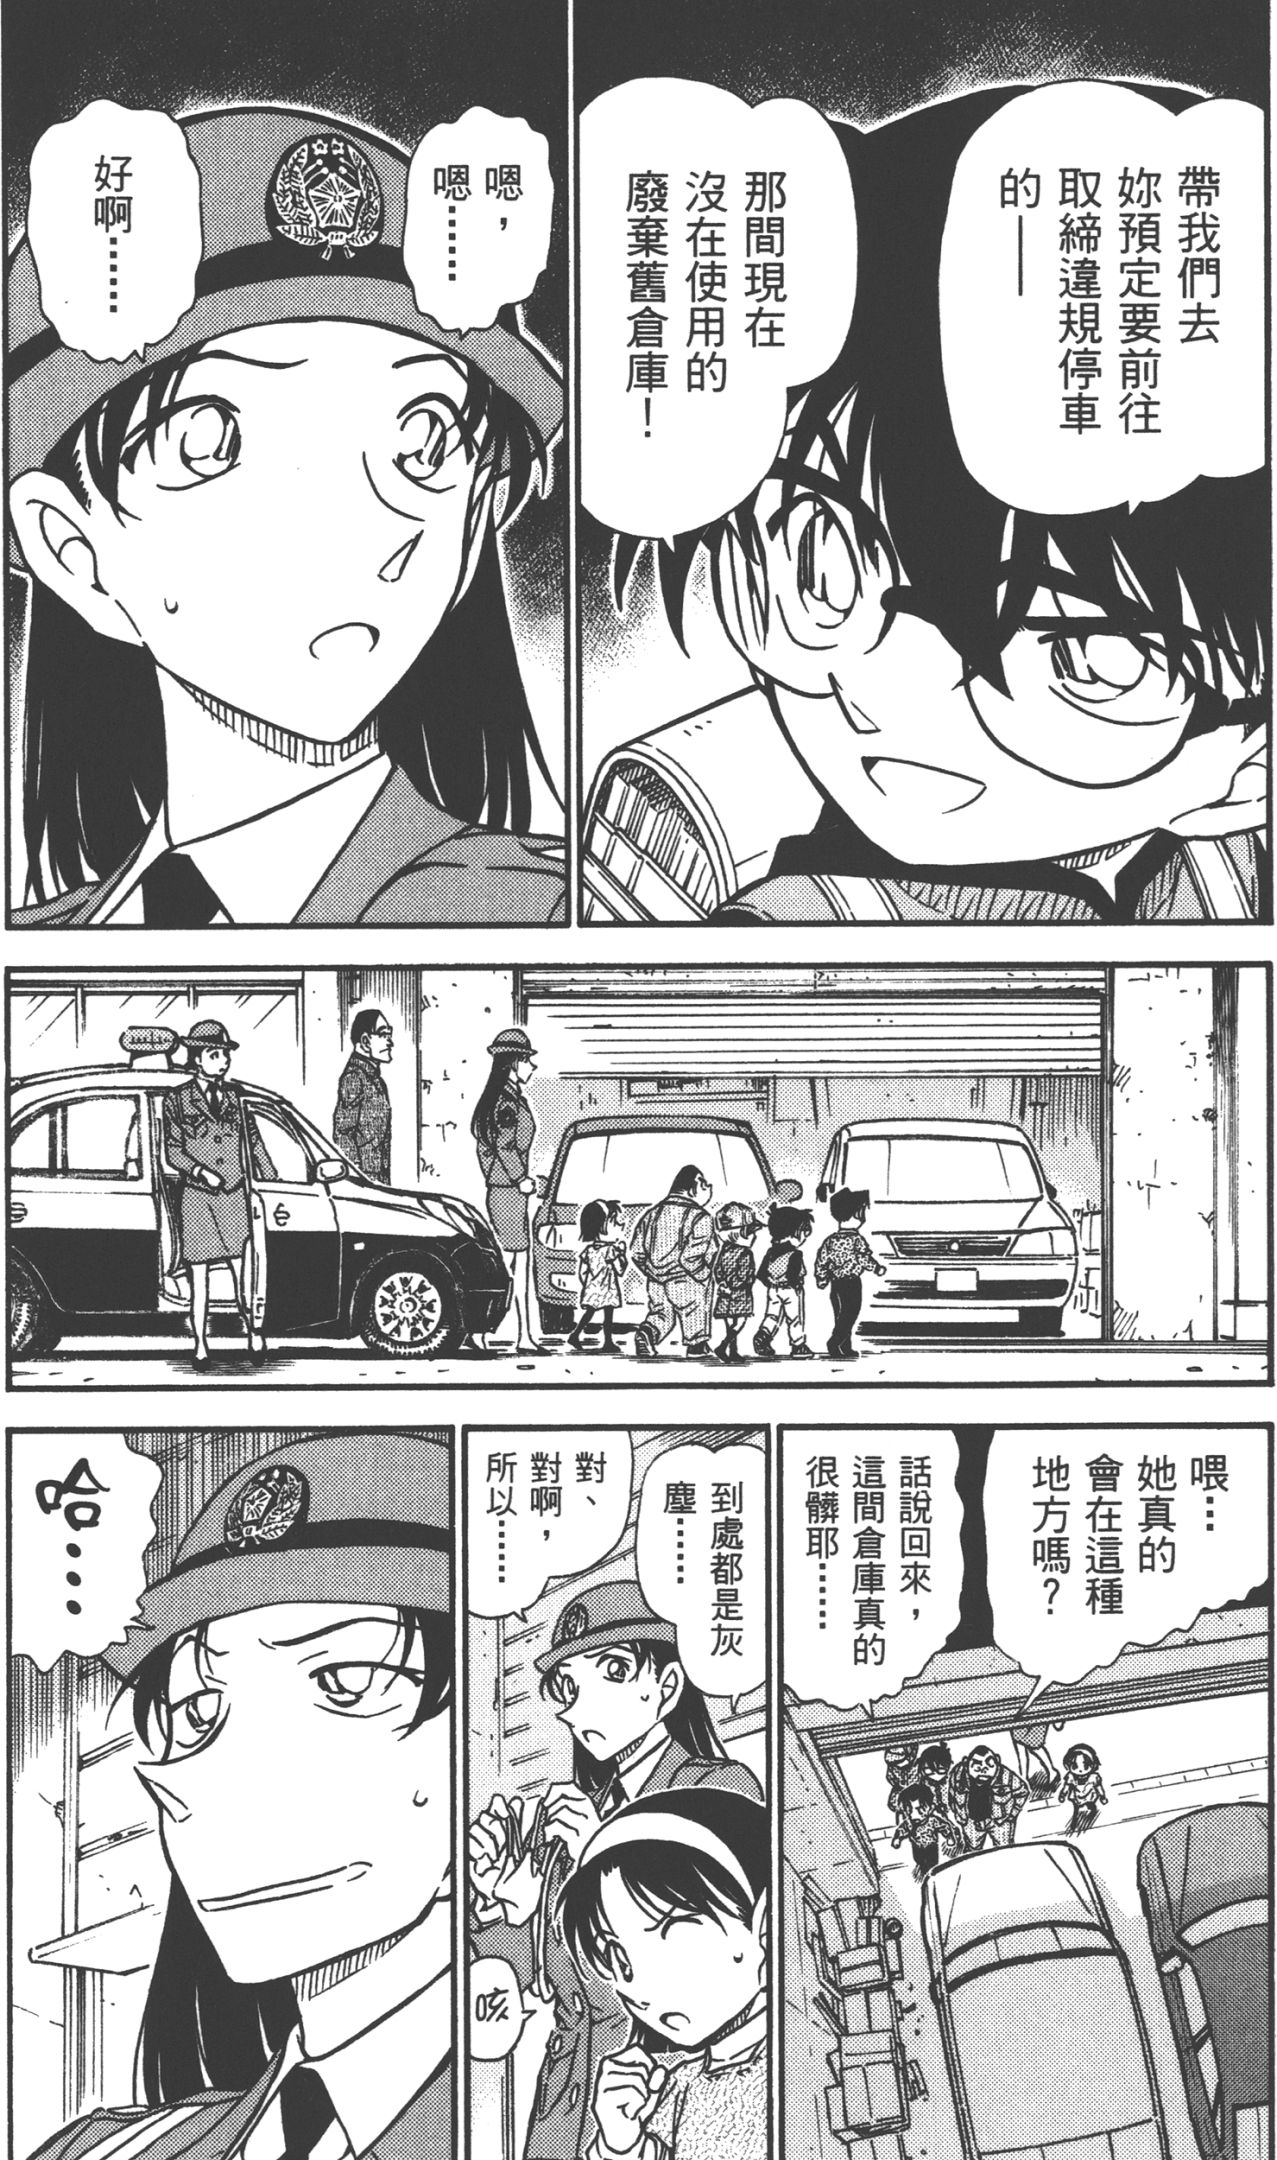 帶我們去
妳預定要前往
取締違規停車
的——
那間現在
沒在使用的
廢棄舊倉庫！
嗯，
嗯……
好啊……
喂…
她真的
會在這種
地方嗎？
話說回來，
這間倉庫真的
很髒耶……
到處都是灰
塵……
對、
對啊，
所以……
咳
哈…